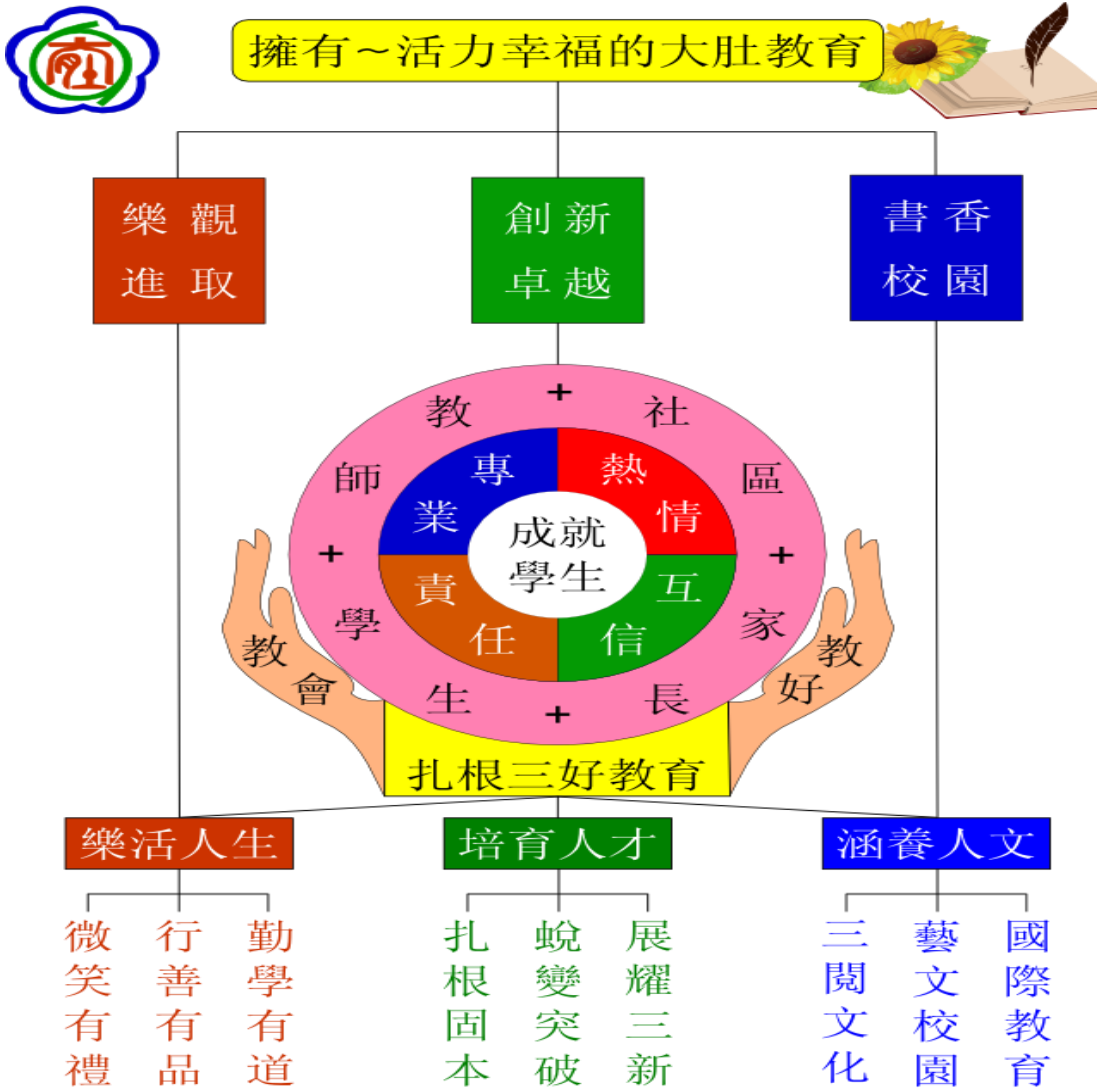 擁有~活力幸福的大肚教育
樂觀
進取
創新
卓越
書香
校園
教師
+
社區
+
家長
+
學生
+
專業
熱情
互信
責任
成就
學生
教會
教好
扎根三好教育
樂活人生
培育人才
涵養人文
微笑有禮
行善有品
勤學有道
扎根固本
蛻變突破
展耀三新
三閱文化
藝文校園
國際教育